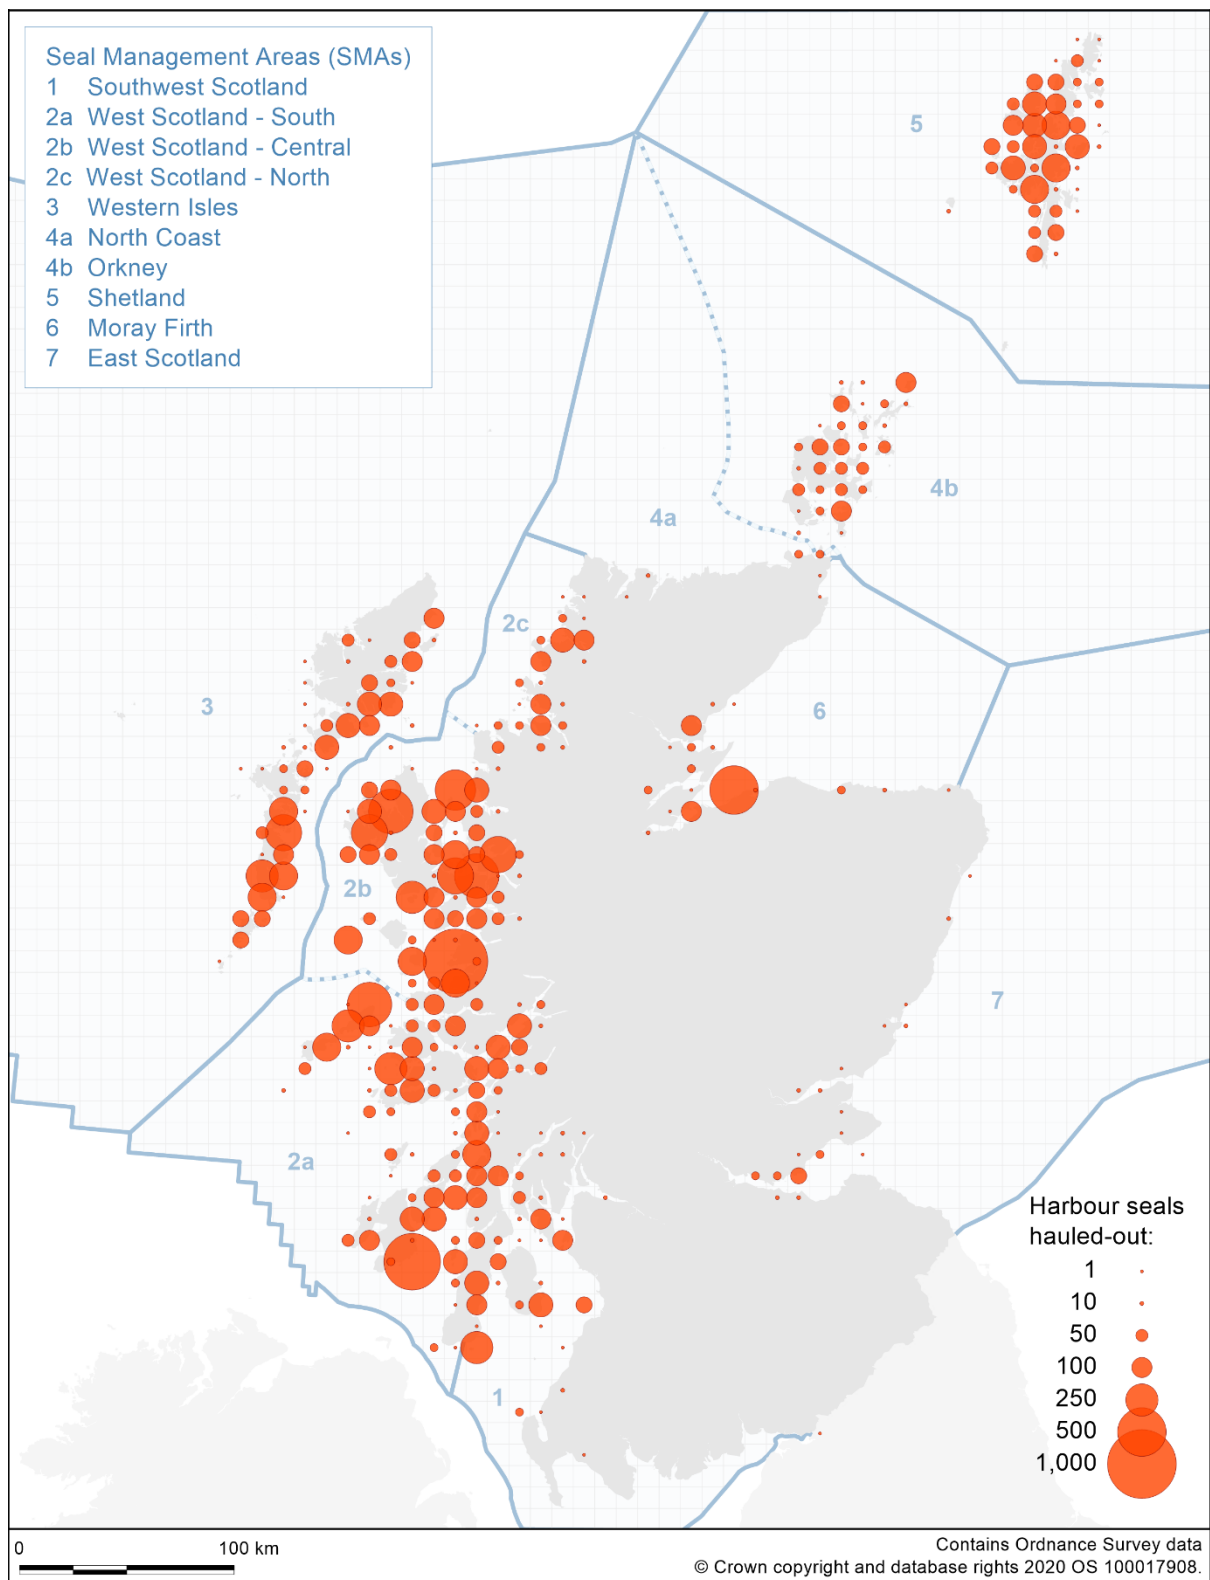 Seal Management Areas (SMAs)
1 Southwest Scotland
2a West Scotland - South
2b West Scotland - Central
2c West Scotland - North
3 Western Isles
4a North Coast
4b Orkney
5 Shetland
6 Moray Firth
7 East Scotland
5
4b
4a
2c
3
6
2b
7
2a
1
Harbour seals
hauled-out:
1
10
50
100
250
500
1,000
0 100 km
Contains Ordnance Survey data
© Crown copyright and database rights 2020 OS 100017908.